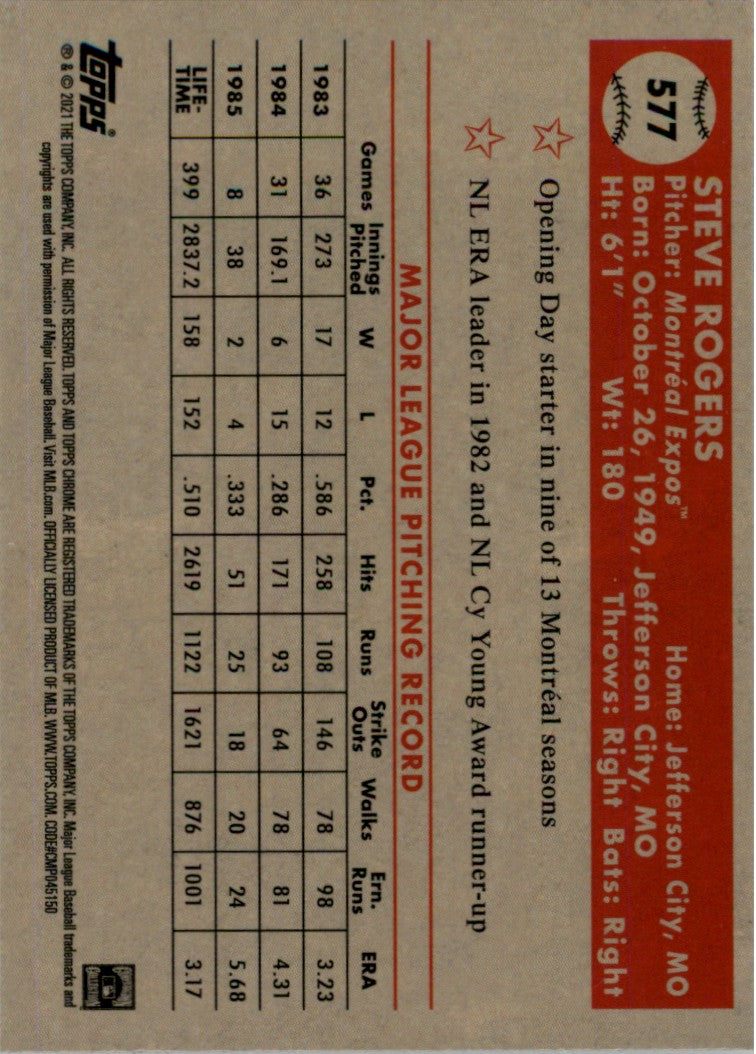 577
STEVE ROGERS
Pitcher: Montréal Expos™ Home: Jefferson City, MO
Born: October 26, 1949, Jefferson City, MO
Ht: 6'1" Wt: 180 Throws: Right Bats: Right
Opening Day starter in nine of 13 Montréal seasons
NL ERA leader in 1982 and NL Cy Young Award runner-up
MAJOR LEAGUE PITCHING RECORD
Games Innings Pitched W L Pct. Hits Runs Strike Outs Walks Ern. Runs ERA
1983 36 273 17 12 .586 258 108 146 78 98 3.23
1984 31 169.1 6 15 .286 171 93 64 78 81 4.31
1985 8 38 2 4 .333 51 25 18 20 24 5.68
LIFE-TIME 399 2837.2 158 152 .510 2619 1122 1621 876 1001 3.17
topps®
® & © 2021 THE TOPPS COMPANY, INC. ALL RIGHTS RESERVED. TOPPS AND TOPPS CHROME ARE REGISTERED TRADEMARKS OF THE TOPPS COMPANY, INC. Major League Baseball trademarks and
copyrights are used with permission of Major League Baseball. Visit MLB.com. OFFICIALLY LICENSED PRODUCT OF MLB. WWW.TOPPS.COM. CODE#CMP045150